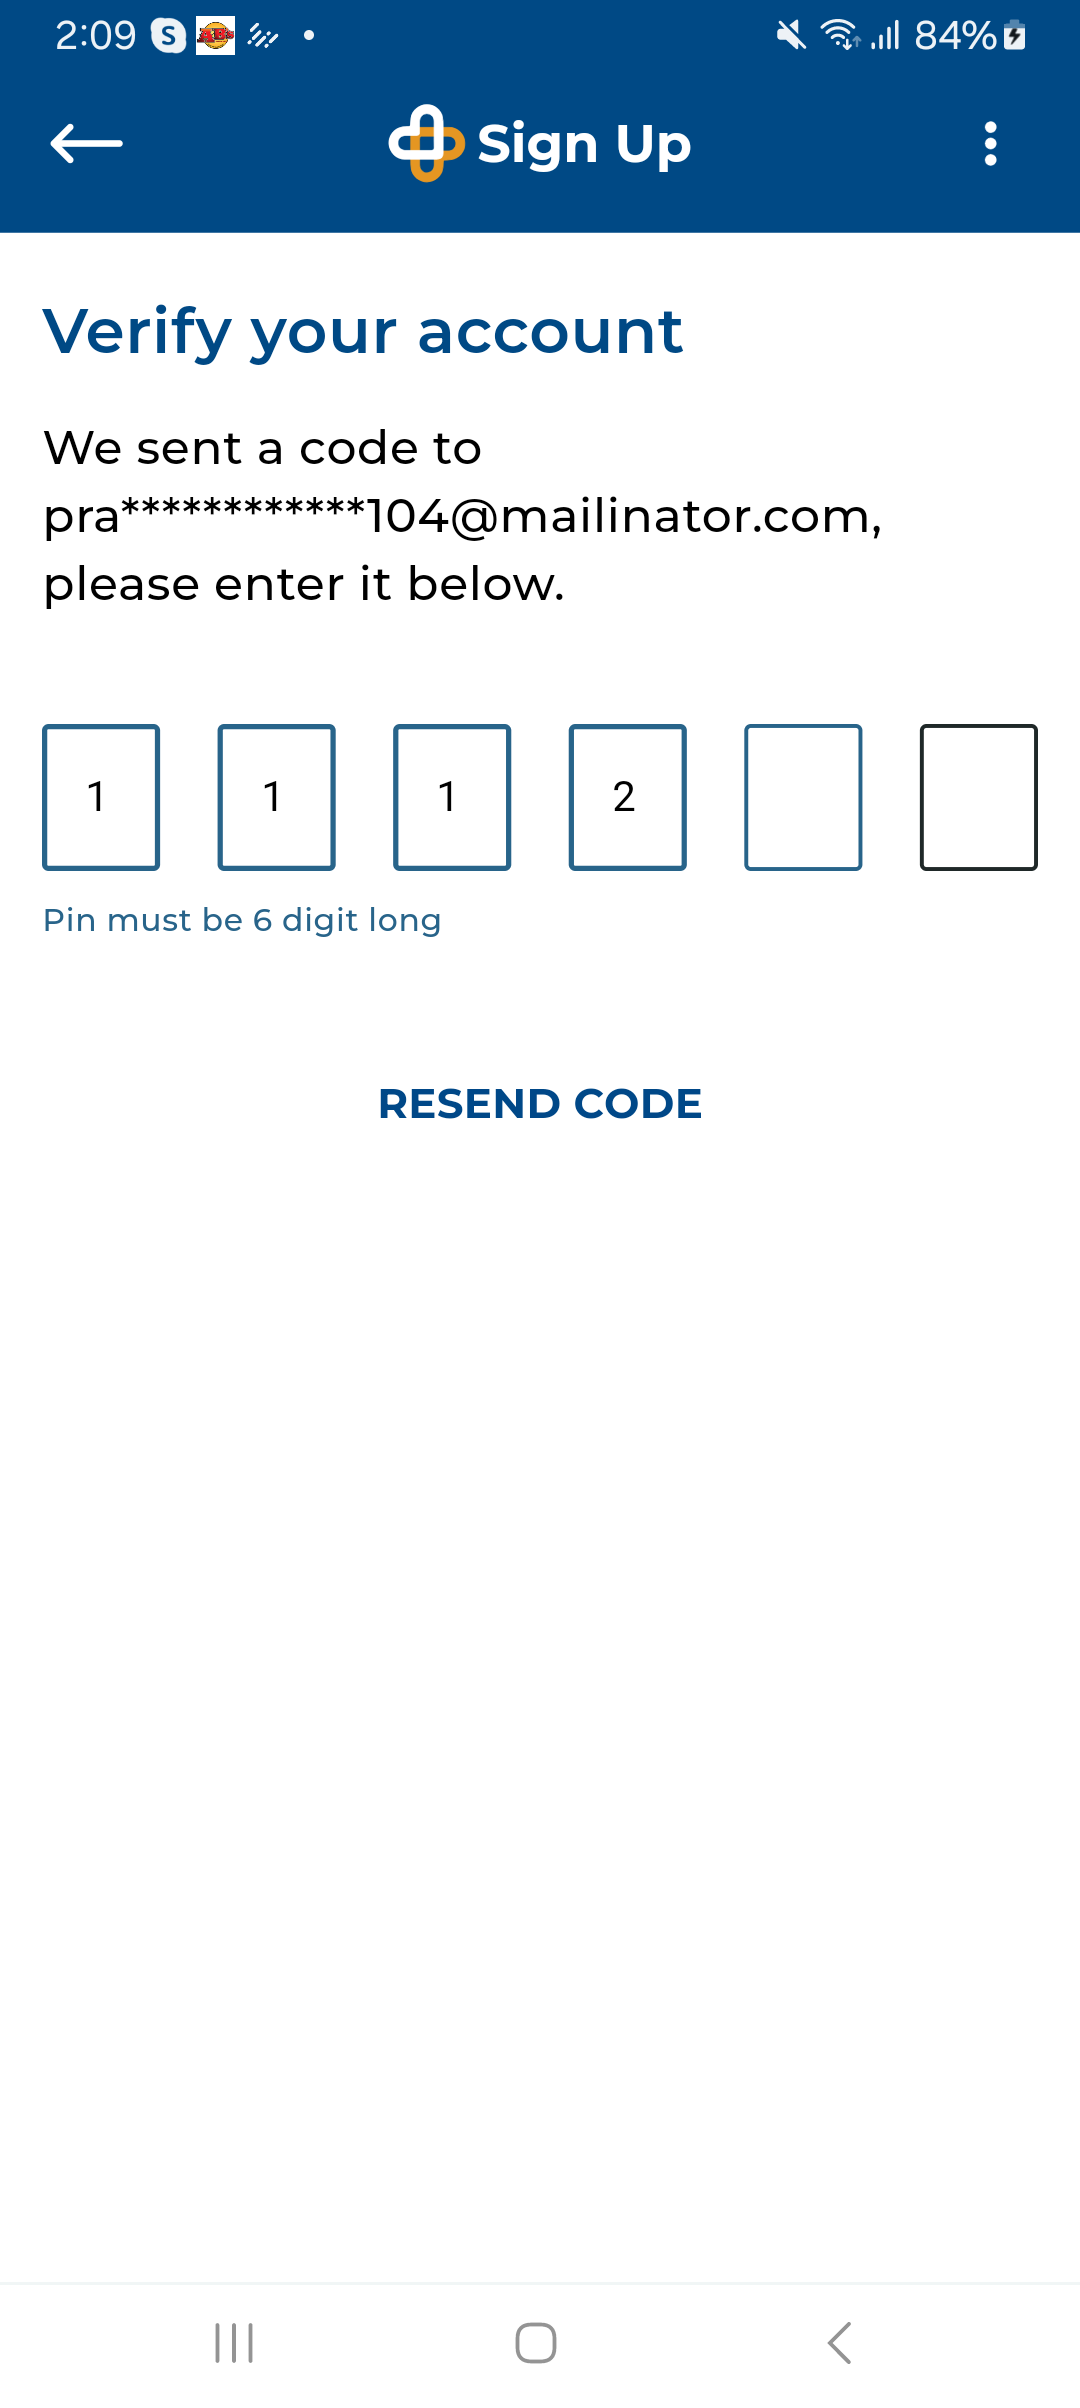 2:09 S AB's 84%
Sign Up
Verify your account
We sent a code to
pra************104@mailinator.com,
please enter it below.
1 1 1 2
Pin must be 6 digit long
RESEND CODE